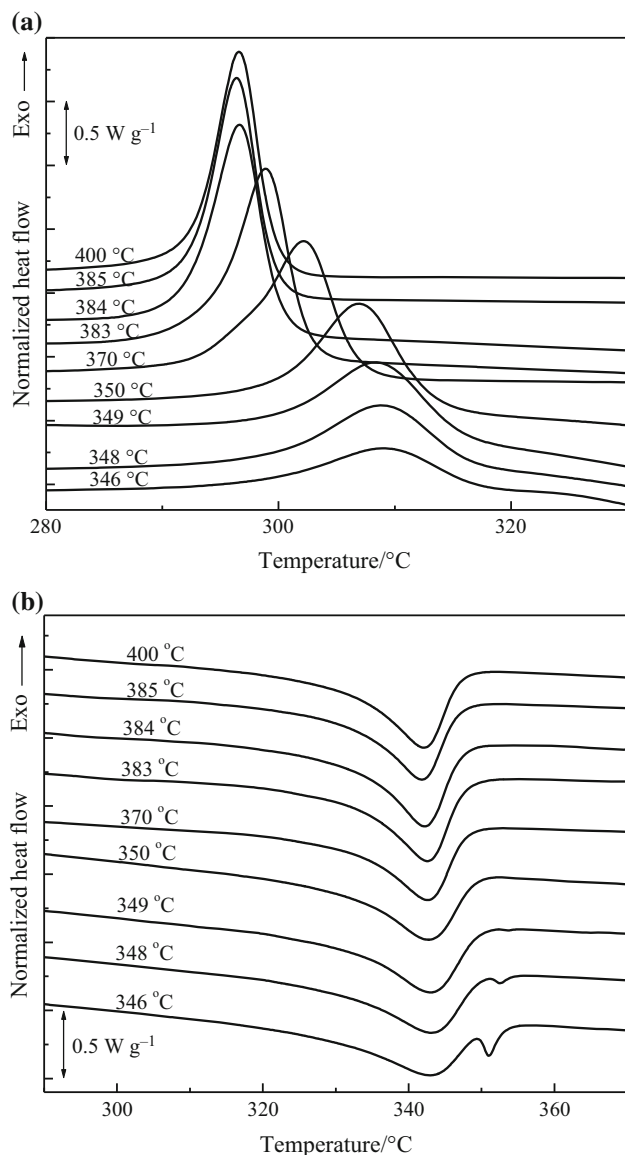 (a)
Exo
0.5 W g⁻¹
Normalized heat flow
400 °C
385 °C
384 °C
383 °C
370 °C
350 °C
349 °C
348 °C
346 °C
280
300
320
Temperature/°C
(b)
Exo
Normalized heat flow
400 °C
385 °C
384 °C
383 °C
370 °C
350 °C
349 °C
348 °C
346 °C
0.5 W g⁻¹
300
320
340
360
Temperature/°C